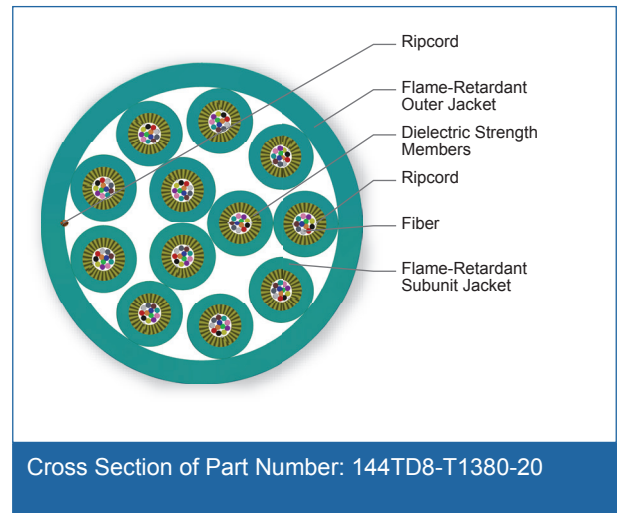 Ripcord
Flame-Retardant
Outer Jacket
Dielectric Strength
Members
Ripcord
Fiber
Flame-Retardant
Subunit Jacket
Cross Section of Part Number: 144TD8-T1380-20